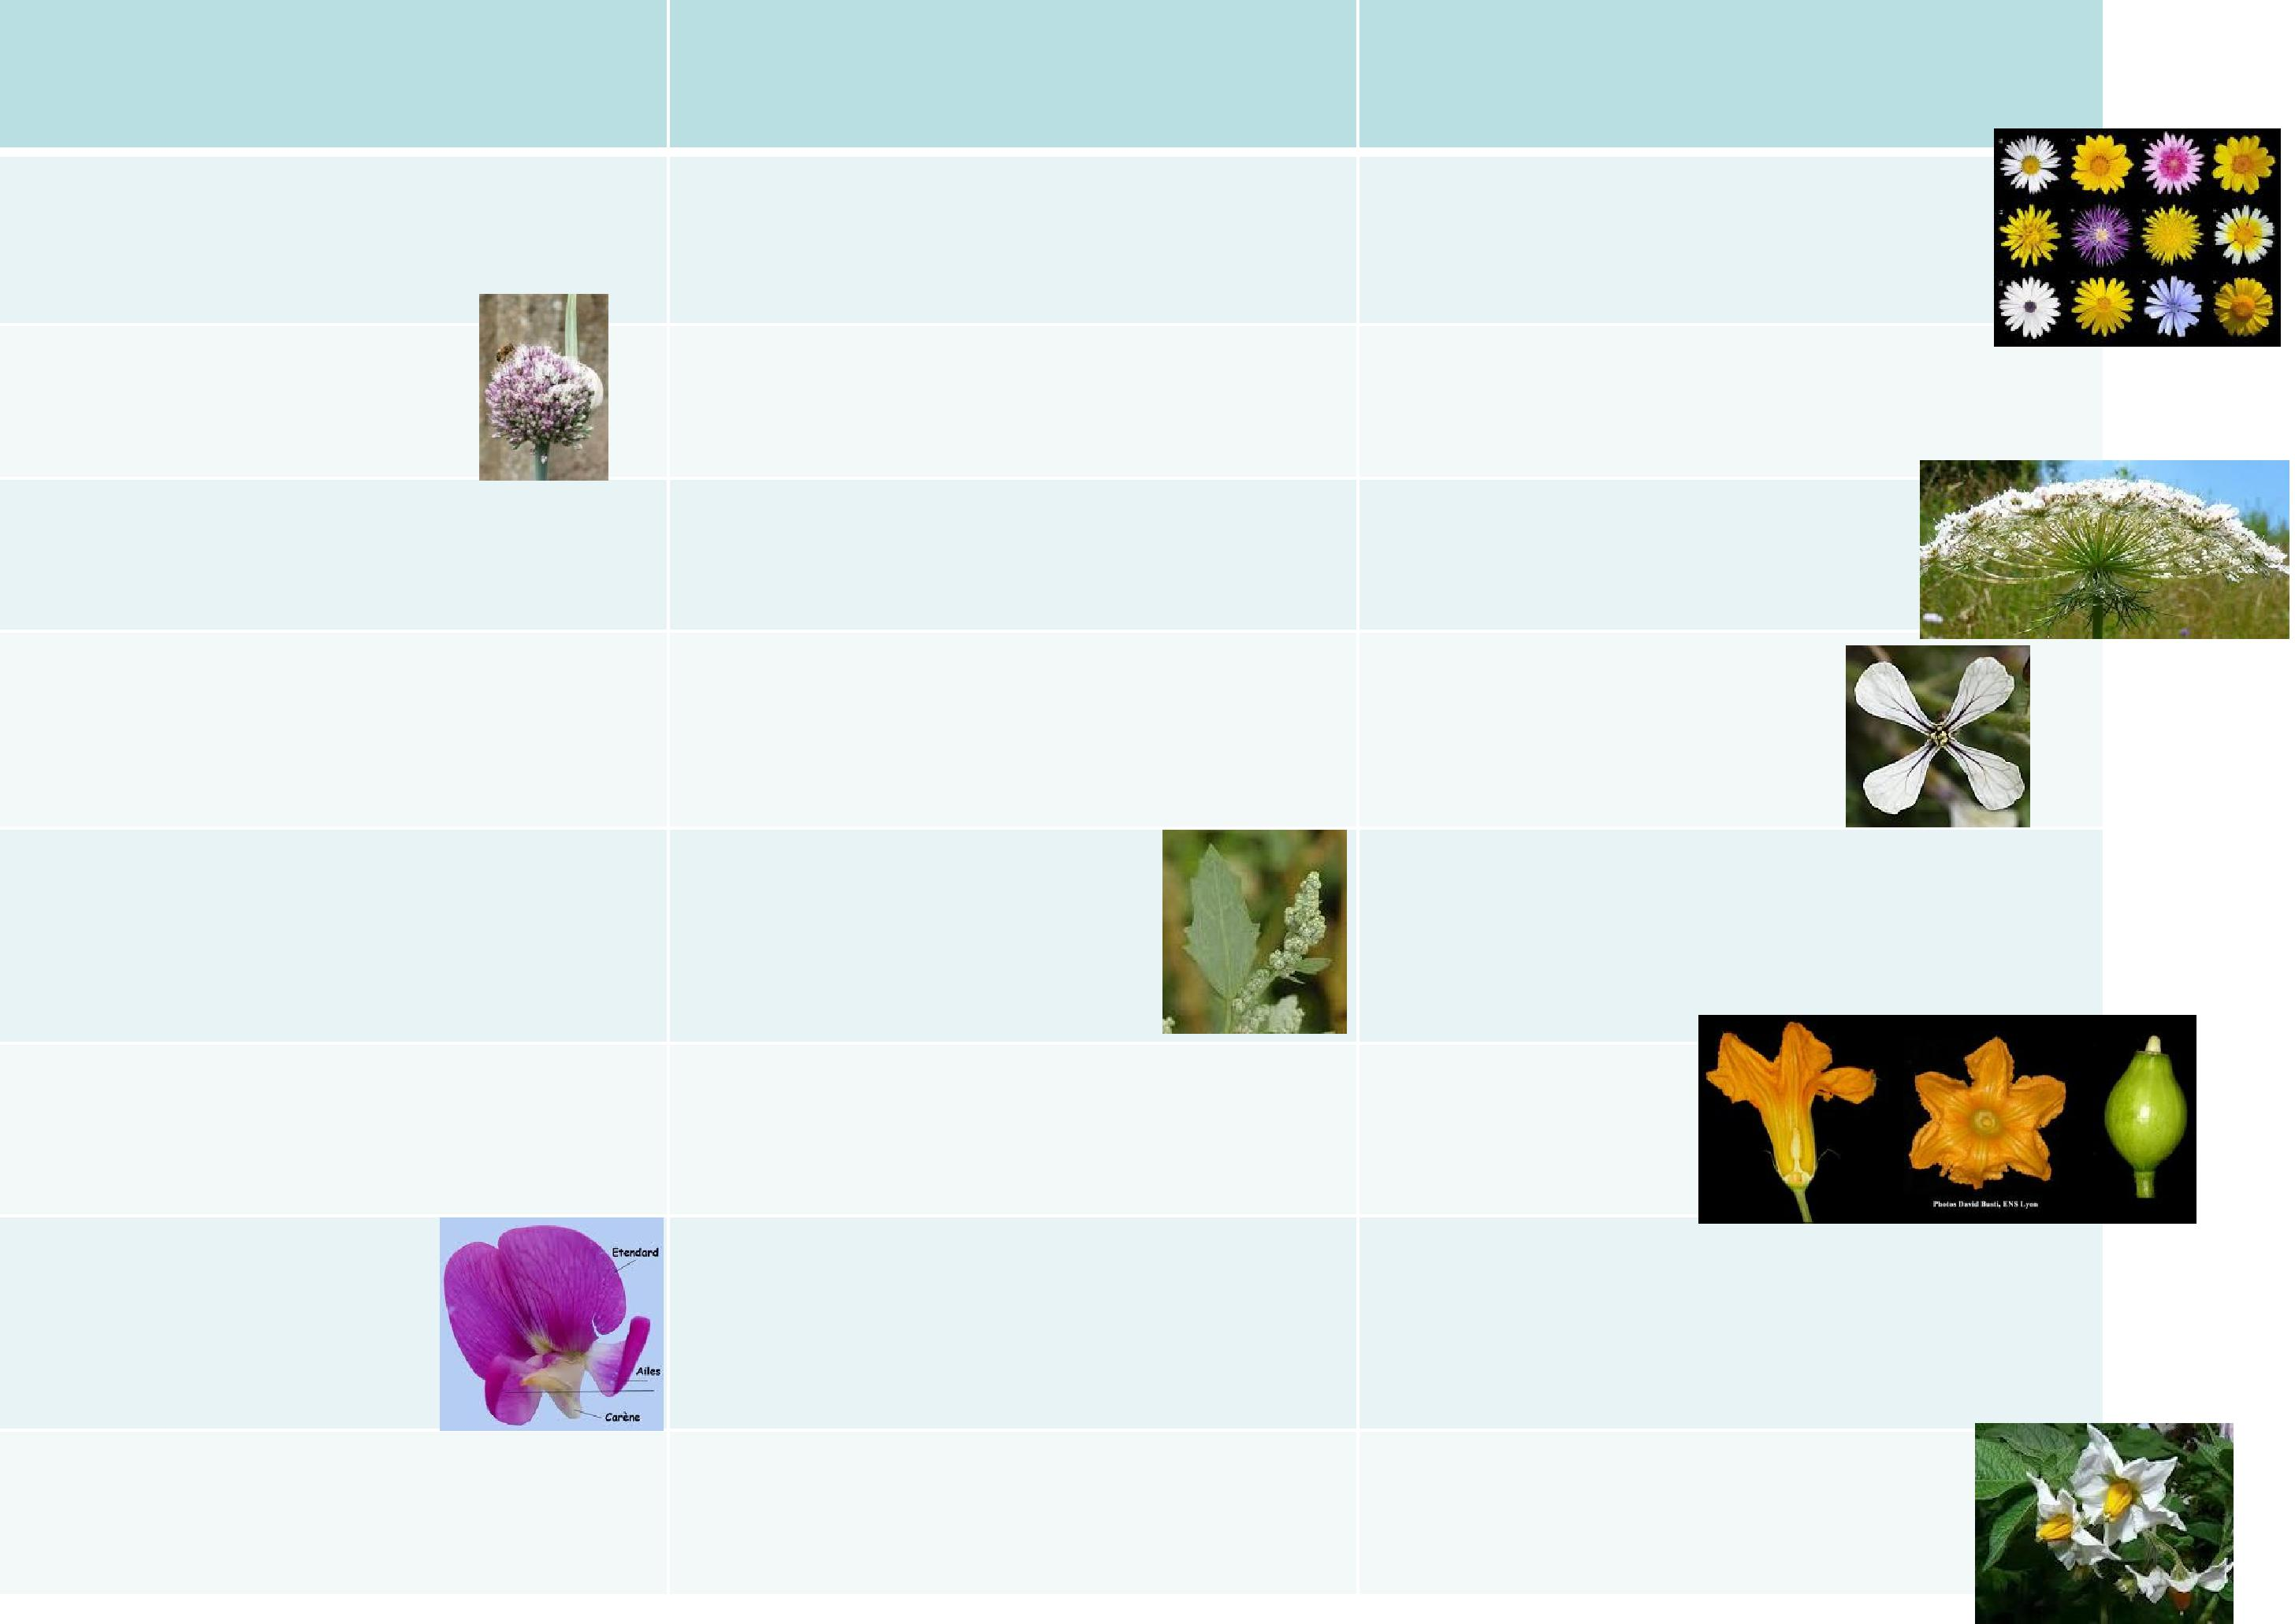 Photos David Busti, ENS Lyon
Etendard
Ailes
Carène